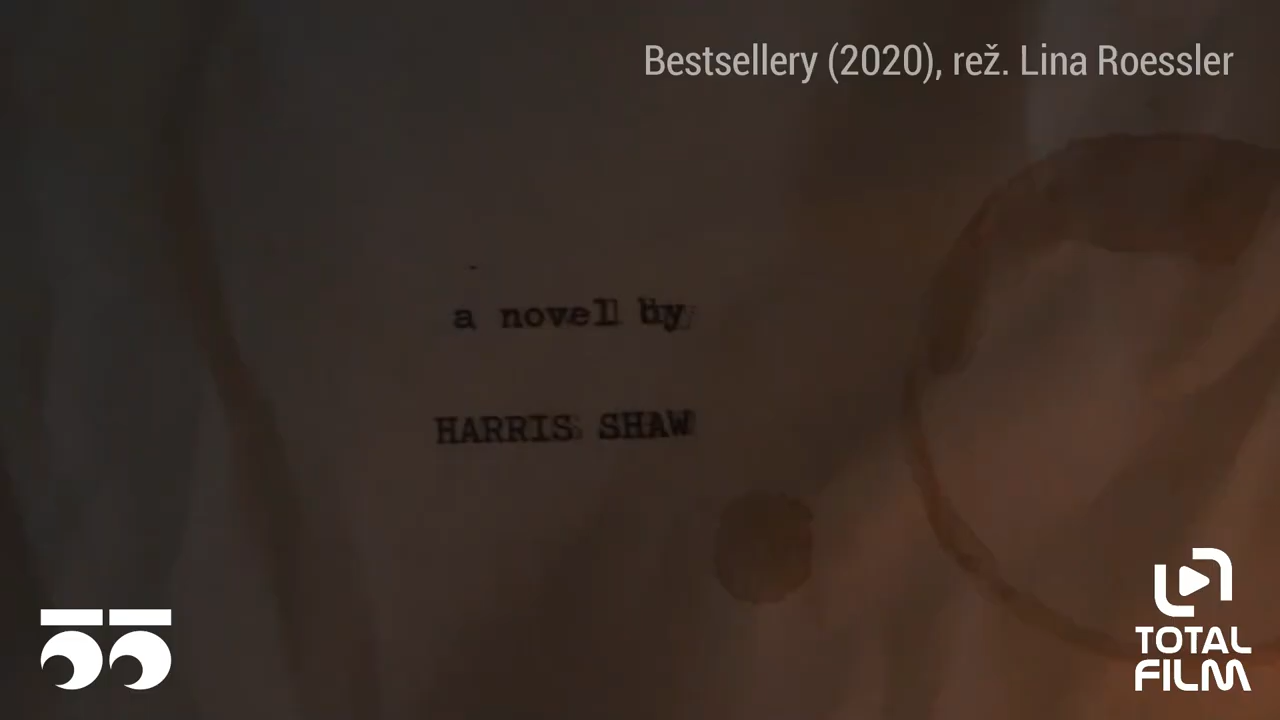 Bestsellery (2020), rež. Lina Roessler
a novel by
HARRIS SHAW
TOTAL
FILM